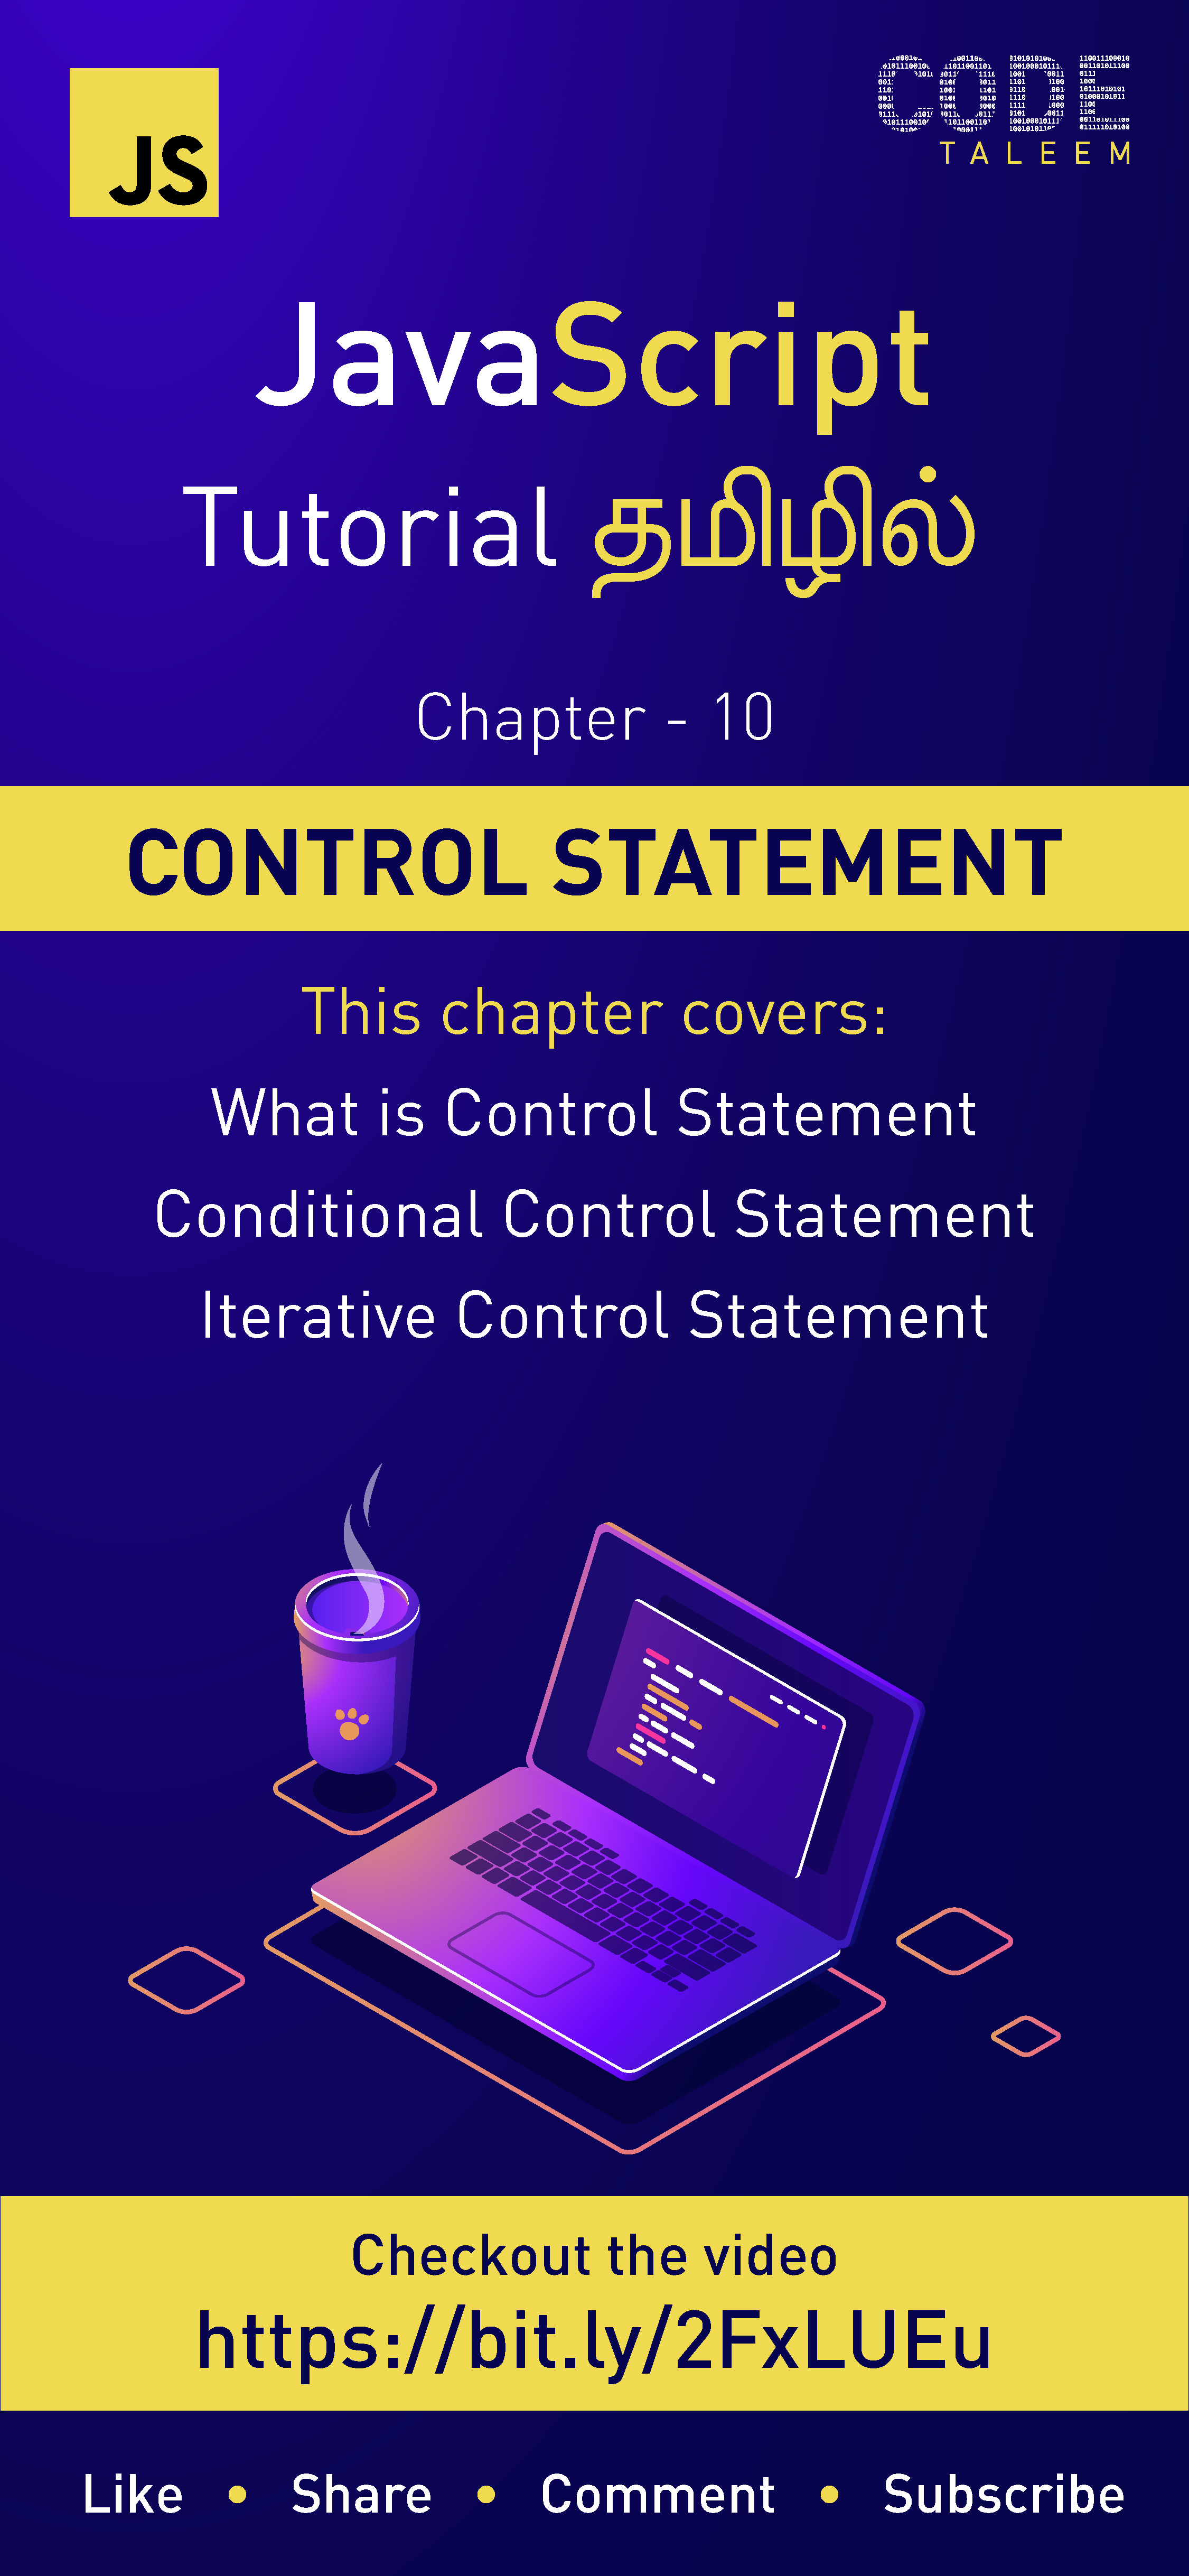 JS
CODE
TALEEM
JavaScript
Tutorial தமிழில்
Chapter - 10
CONTROL STATEMENT
This chapter covers:
What is Control Statement
Conditional Control Statement
Iterative Control Statement
Checkout the video
https://bit.ly/2FxLUEu
Like • Share • Comment • Subscribe